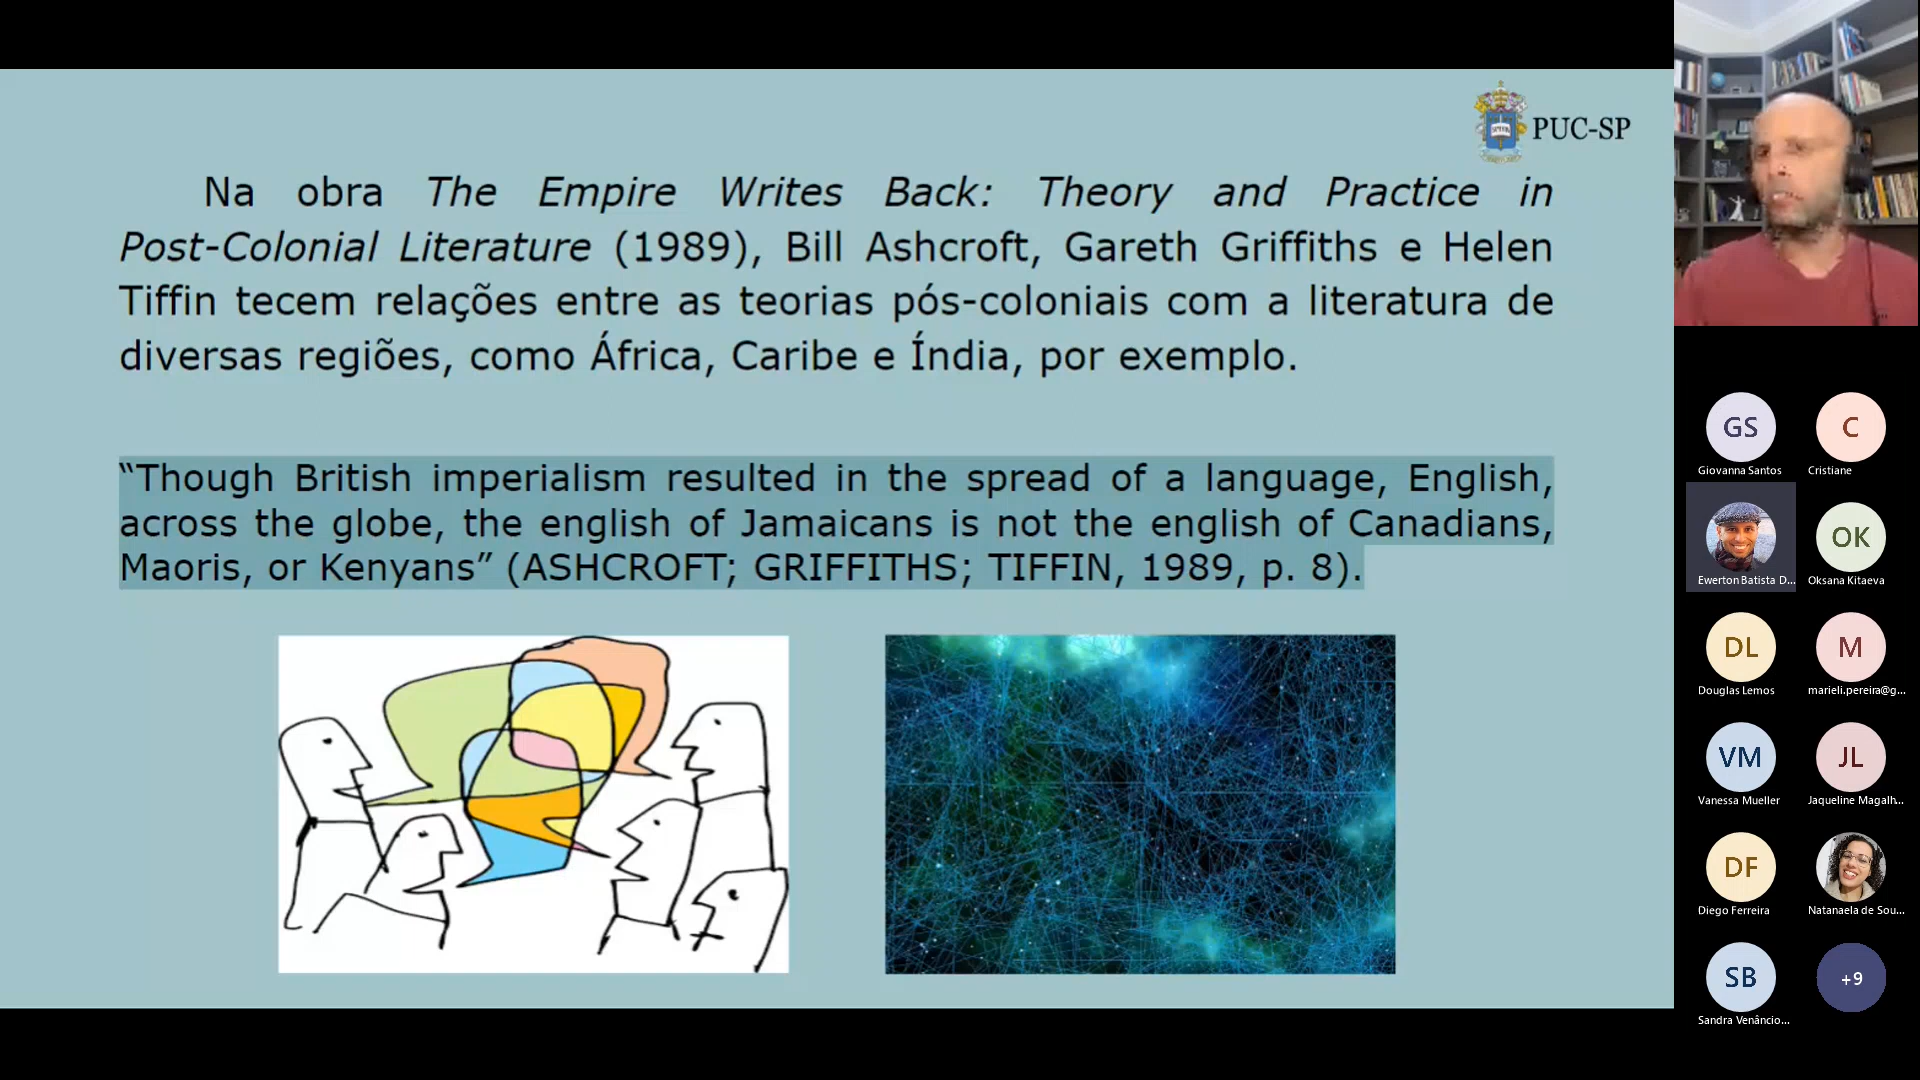 PUC-SP
Na obra The Empire Writes Back: Theory and Practice in
Post-Colonial Literature (1989), Bill Ashcroft, Gareth Griffiths e Helen
Tiffin tecem relações entre as teorias pós-coloniais com a literatura de
diversas regiões, como África, Caribe e Índia, por exemplo.
“Though British imperialism resulted in the spread of a language, English,
across the globe, the english of Jamaicans is not the english of Canadians,
Maoris, or Kenyans” (ASHCROFT; GRIFFITHS; TIFFIN, 1989, p. 8).
GS
Giovanna Santos
C
Cristiane
Ewerton Batista D...
OK
Oksana Kitaeva
DL
Douglas Lemos
M
marieli.pereira@g...
VM
Vanessa Mueller
JL
Jaqueline Magalh...
DF
Diego Ferreira
Natanaela de Sou...
SB
Sandra Venâncio...
+9